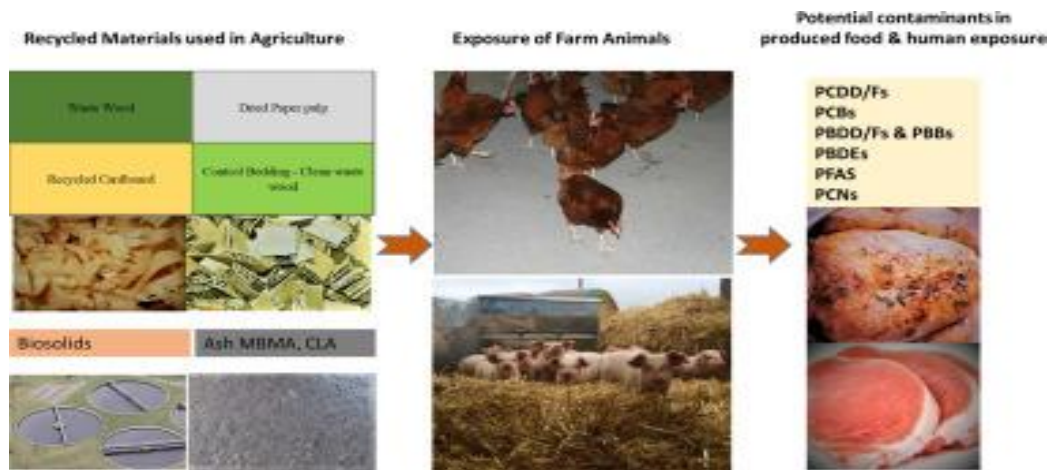 Recycled Materials used in Agriculture
Waste Wood
Dried Paper pulp
Recycled Cardboard
Control Bedding - Clean waste
wood
Biosolids
Ash MBMA, CLA
Exposure of Farm Animals
Potential contaminants in
produced food & human exposure
PCDD/Fs
PCBs
PBDD/Fs & PBBs
PBDEs
PFAS
PCNs